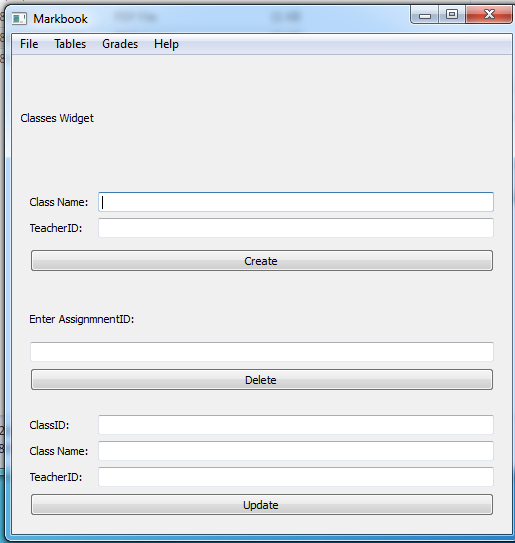 Markbook
File Tables Grades Help
Classes Widget
Class Name:
TeacherID:
Create
Enter AssignmnentID:
Delete
ClassID:
Class Name:
TeacherID:
Update